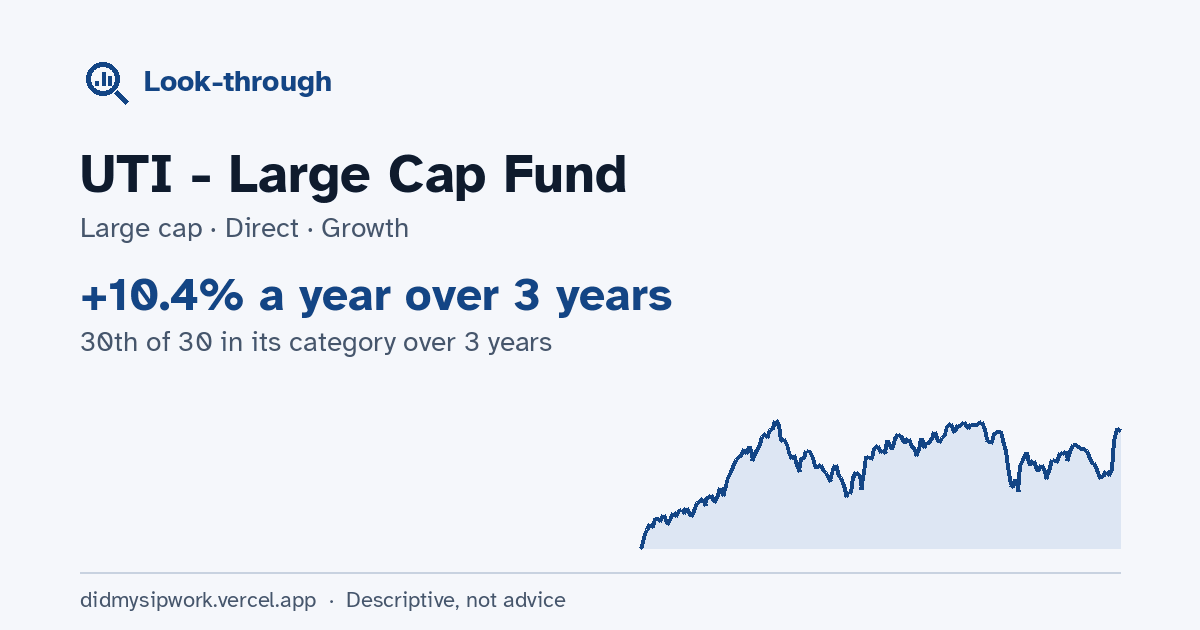 Look-through
UTI - Large Cap Fund
Large cap · Direct · Growth
+10.4% a year over 3 years
30th of 30 in its category over 3 years
didmysipwork.vercel.app · Descriptive, not advice